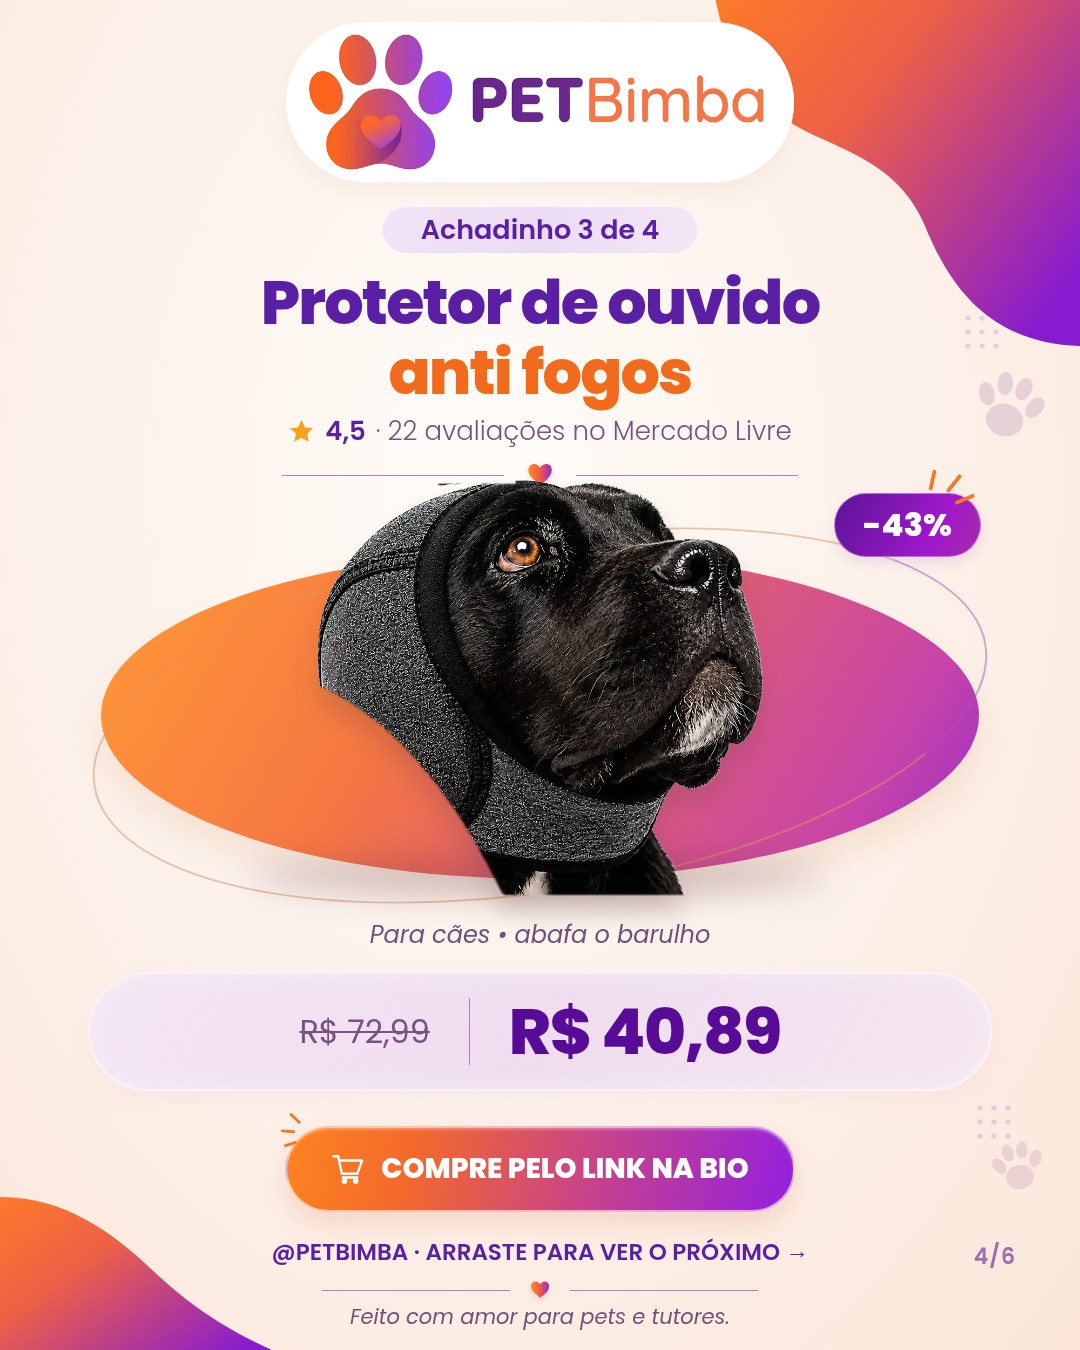 PETBimba
Achadinho 3 de 4
Protetor de ouvido
anti fogos
4,5 · 22 avaliações no Mercado Livre
-43%
Para cães • abafa o barulho
R$ 72,99
R$ 40,89
COMPRE PELO LINK NA BIO
@PETBIMBA · ARRASTE PARA VER O PRÓXIMO →
4/6
Feito com amor para pets e tutores.